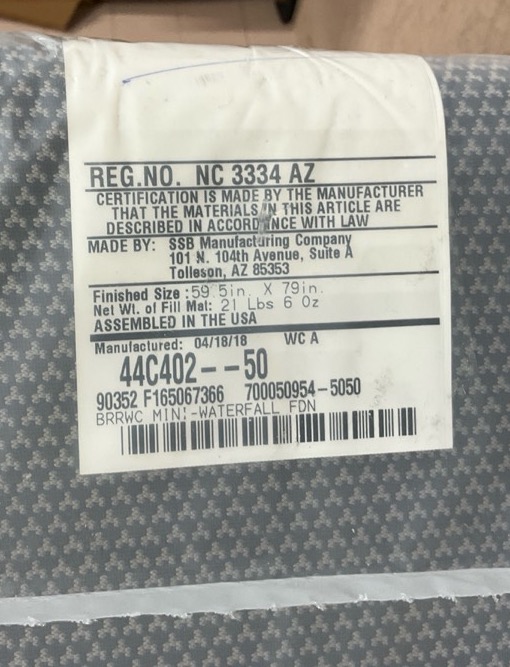 REG.NO. NC 3334 AZ
CERTIFICATION IS MADE BY THE MANUFACTURER
THAT THE MATERIALS IN THIS ARTICLE ARE
DESCRIBED IN ACCORDANCE WITH LAW
MADE BY: SSB Manufacturing Company
101 N. 104th Avenue, Suite A
Tolleson, AZ 85353
Finished Size :59.5in. X 79in.
Net Wt. of Fill Mat: 21 Lbs 6 Oz
ASSEMBLED IN THE USA
Manufactured: 04/18/18 WC A
44C402--50
90352 F165067366 700050954-5050
BRRWC MINI-WATERFALL FDN